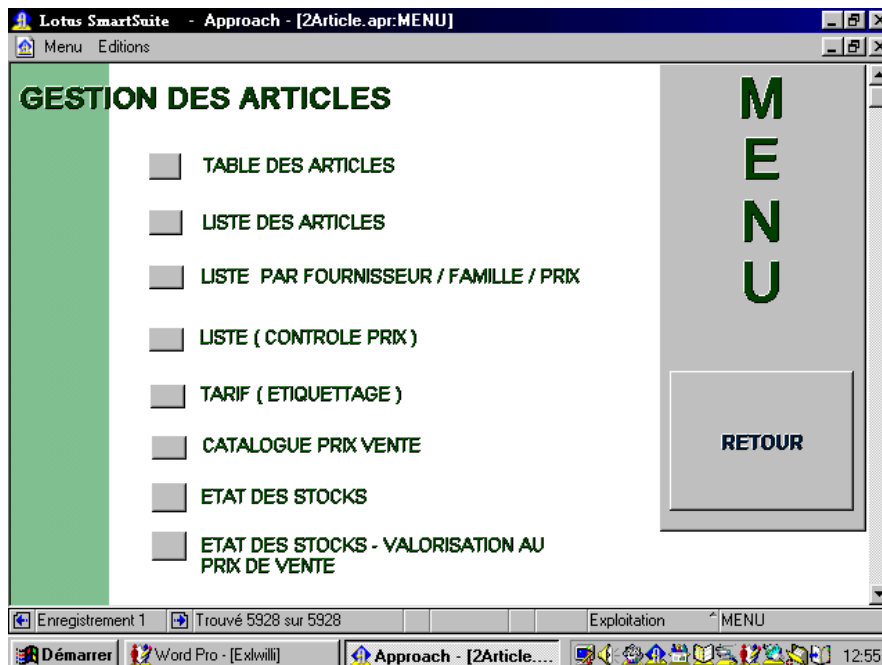 Lotus SmartSuite - Approach - [2Article.apr:MENU]
Menu Editions
GESTION DES ARTICLES
TABLE DES ARTICLES
LISTE DES ARTICLES
LISTE PAR FOURNISSEUR / FAMILLE / PRIX
LISTE ( CONTROLE PRIX )
TARIF ( ETIQUETTAGE )
CATALOGUE PRIX VENTE
ETAT DES STOCKS
ETAT DES STOCKS - VALORISATION AU
PRIX DE VENTE
M
E
N
U
RETOUR
Enregistrement 1 Trouvé 5928 sur 5928 Exploitation MENU
Démarrer Word Pro - [Exlwilli] Approach - [2Article.... 12:55